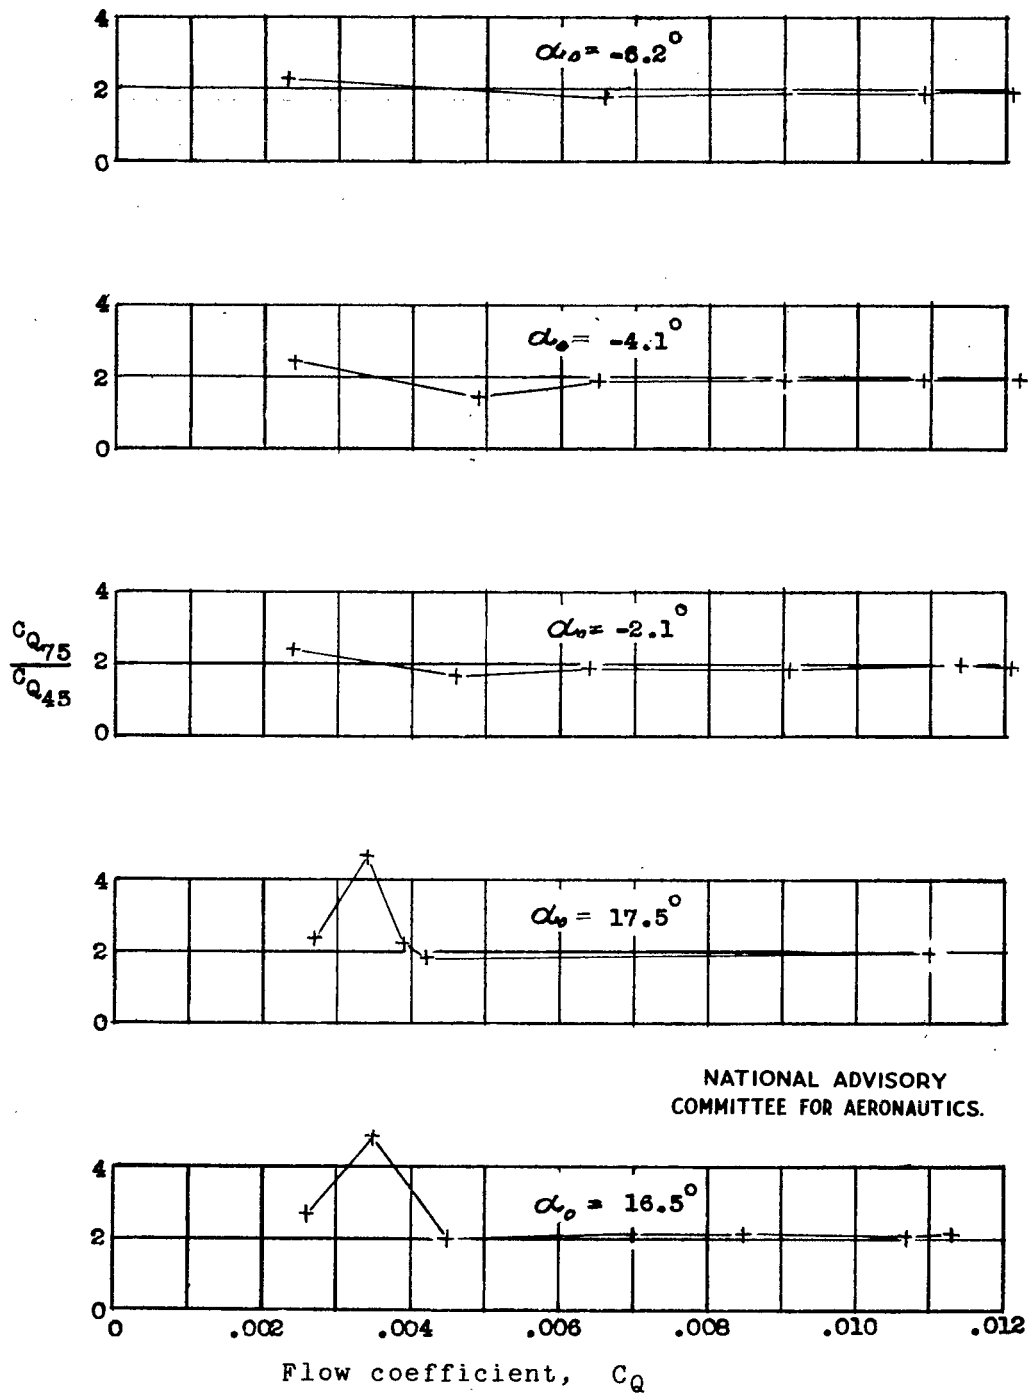 4
α₀ = -6.2°
2
0
4
α₀ = -4.1°
2
0
4
α₀ = -2.1°
C_Q75 / C_Q45
2
0
4
α₀ = 17.5°
2
0
NATIONAL ADVISORY
COMMITTEE FOR AERONAUTICS.
4
α₀ = 16.5°
2
0
0 .002 .004 .006 .008 .010 .012
Flow coefficient, C_Q